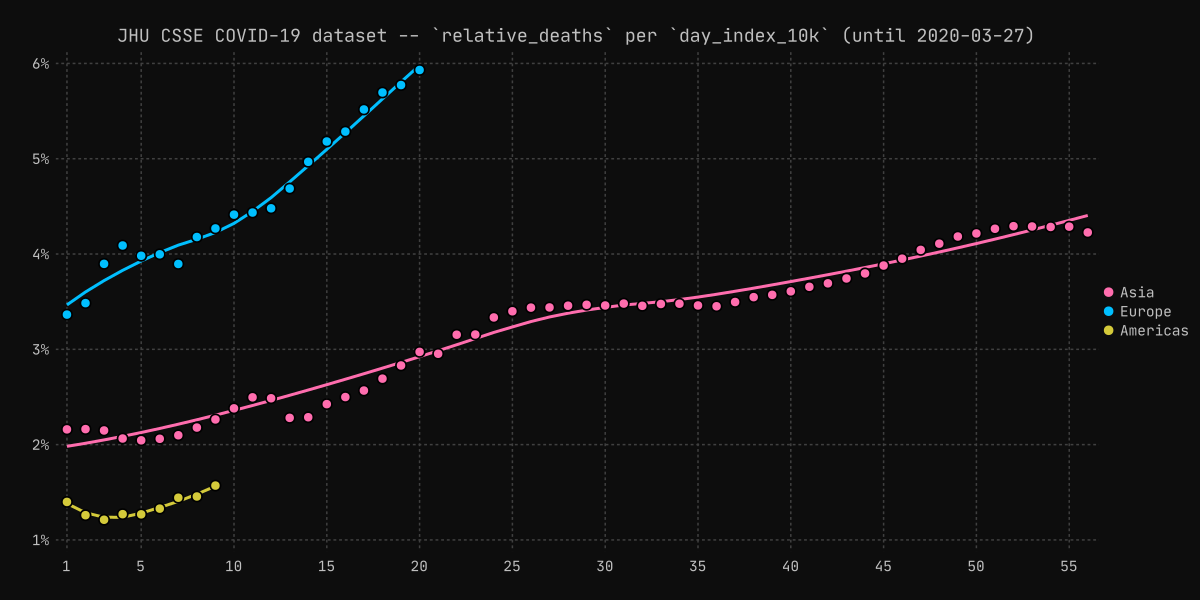 JHU CSSE COVID-19 dataset -- `relative_deaths` per `day_index_10k` (until 2020-03-27)
6%
5%
4%
3%
2%
1%
1 5 10 15 20 25 30 35 40 45 50 55
Asia
Europe
Americas